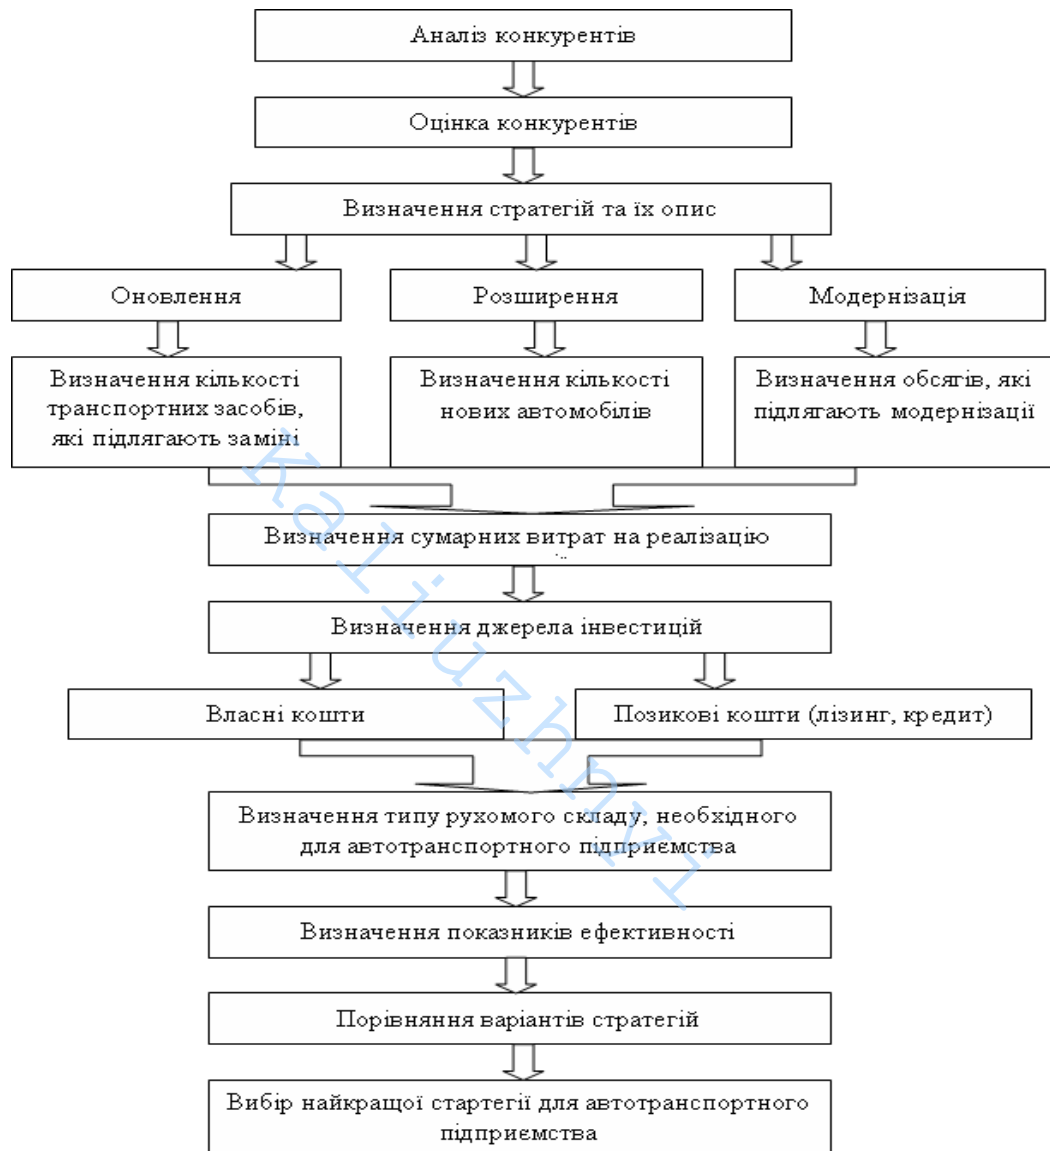 Аналіз конкурентів
Оцінка конкурентів
Визначення стратегій та їх опис
Оновлення
Розширення
Модернізація
Визначення кількості
транспортних засобів,
які підлягають заміні
Визначення кількості
нових автомобілів
Визначення обсягів, які
підлягають модернізації
Визначення сумарних витрат на реалізацію
Визначення джерела інвестицій
Власні кошти
Позикові кошти (лізинг, кредит)
Визначення типу рухомого складу, необхідного
для автотранспортного підприємства
Визначення показників ефективності
Порівняння варіантів стратегій
Вибір найкращої стартегії для автотранспортного
підприємства
kaliuzhnyi